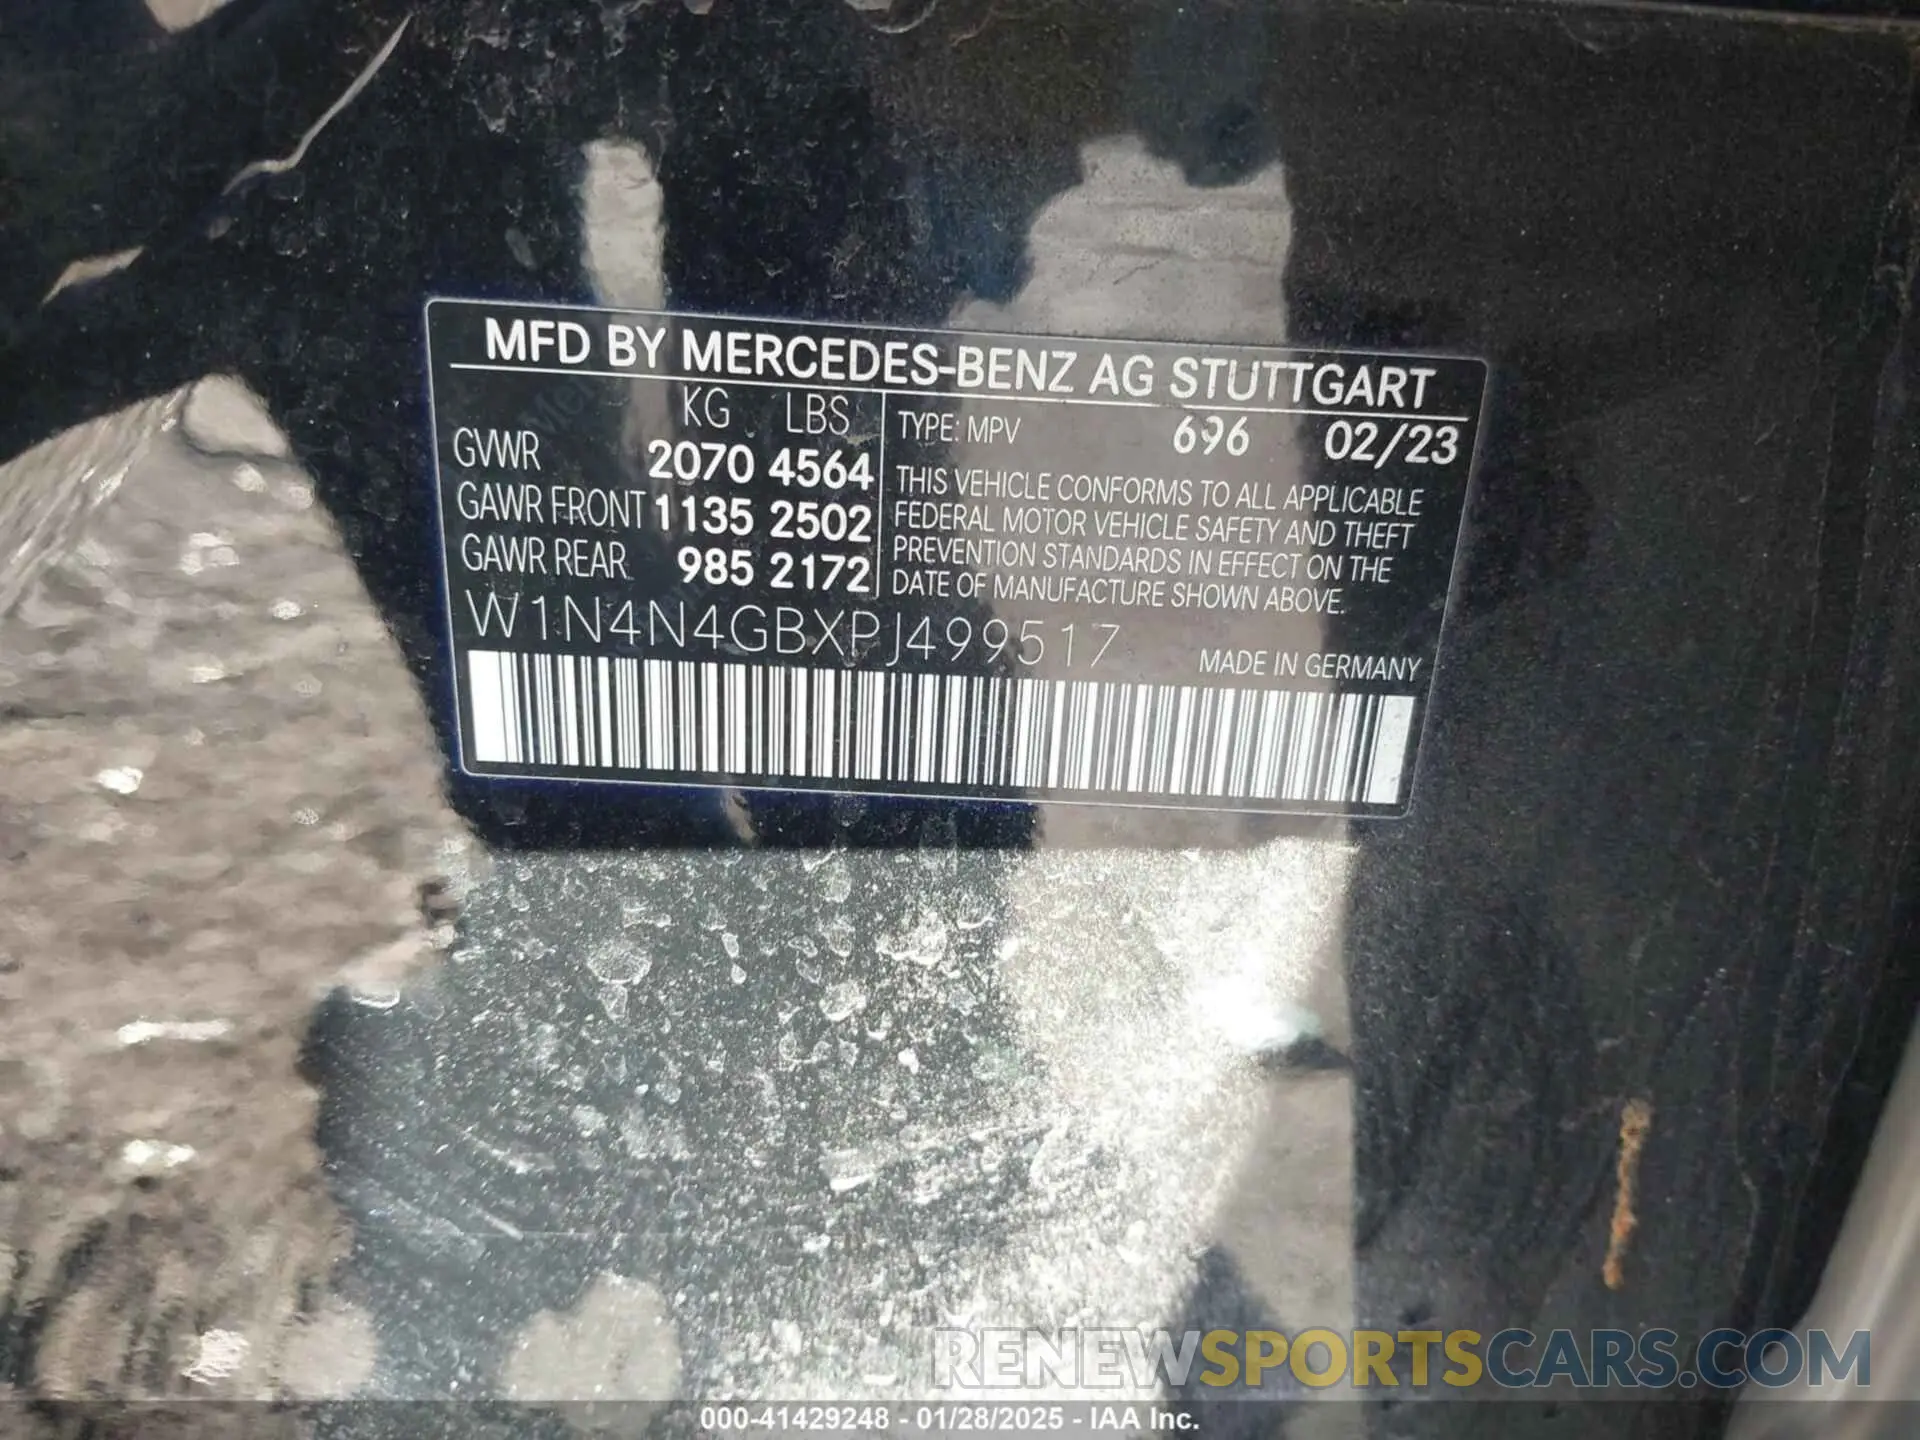 MFD BY MERCEDES-BENZ AG STUTTGART
KG LBS
GVWR 2070 4564
GAWR FRONT 1135 2502
GAWR REAR 985 2172
TYPE: MPV 696 02/23
THIS VEHICLE CONFORMS TO ALL APPLICABLE
FEDERAL MOTOR VEHICLE SAFETY AND THEFT
PREVENTION STANDARDS IN EFFECT ON THE
DATE OF MANUFACTURE SHOWN ABOVE.
W1N4N4GBXPJ499517
MADE IN GERMANY
RENEWSPORTSCARS.COM
000-41429248 - 01/28/2025 - IAA Inc.